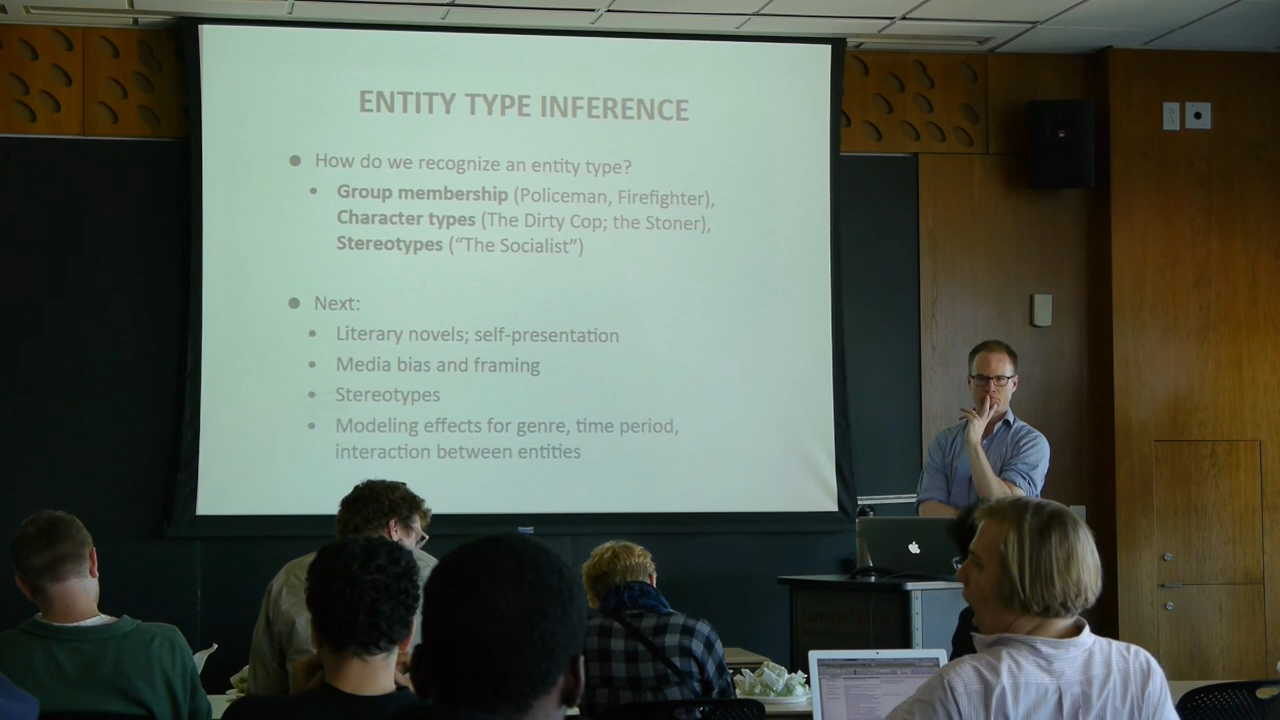 ENTITY TYPE INFERENCE
● How do we recognize an entity type?
• Group membership (Policeman, Firefighter),
Character types (The Dirty Cop; the Stoner),
Stereotypes (“The Socialist”)
● Next:
• Literary novels; self-presentation
• Media bias and framing
• Stereotypes
• Modeling effects for genre, time period,
interaction between entities